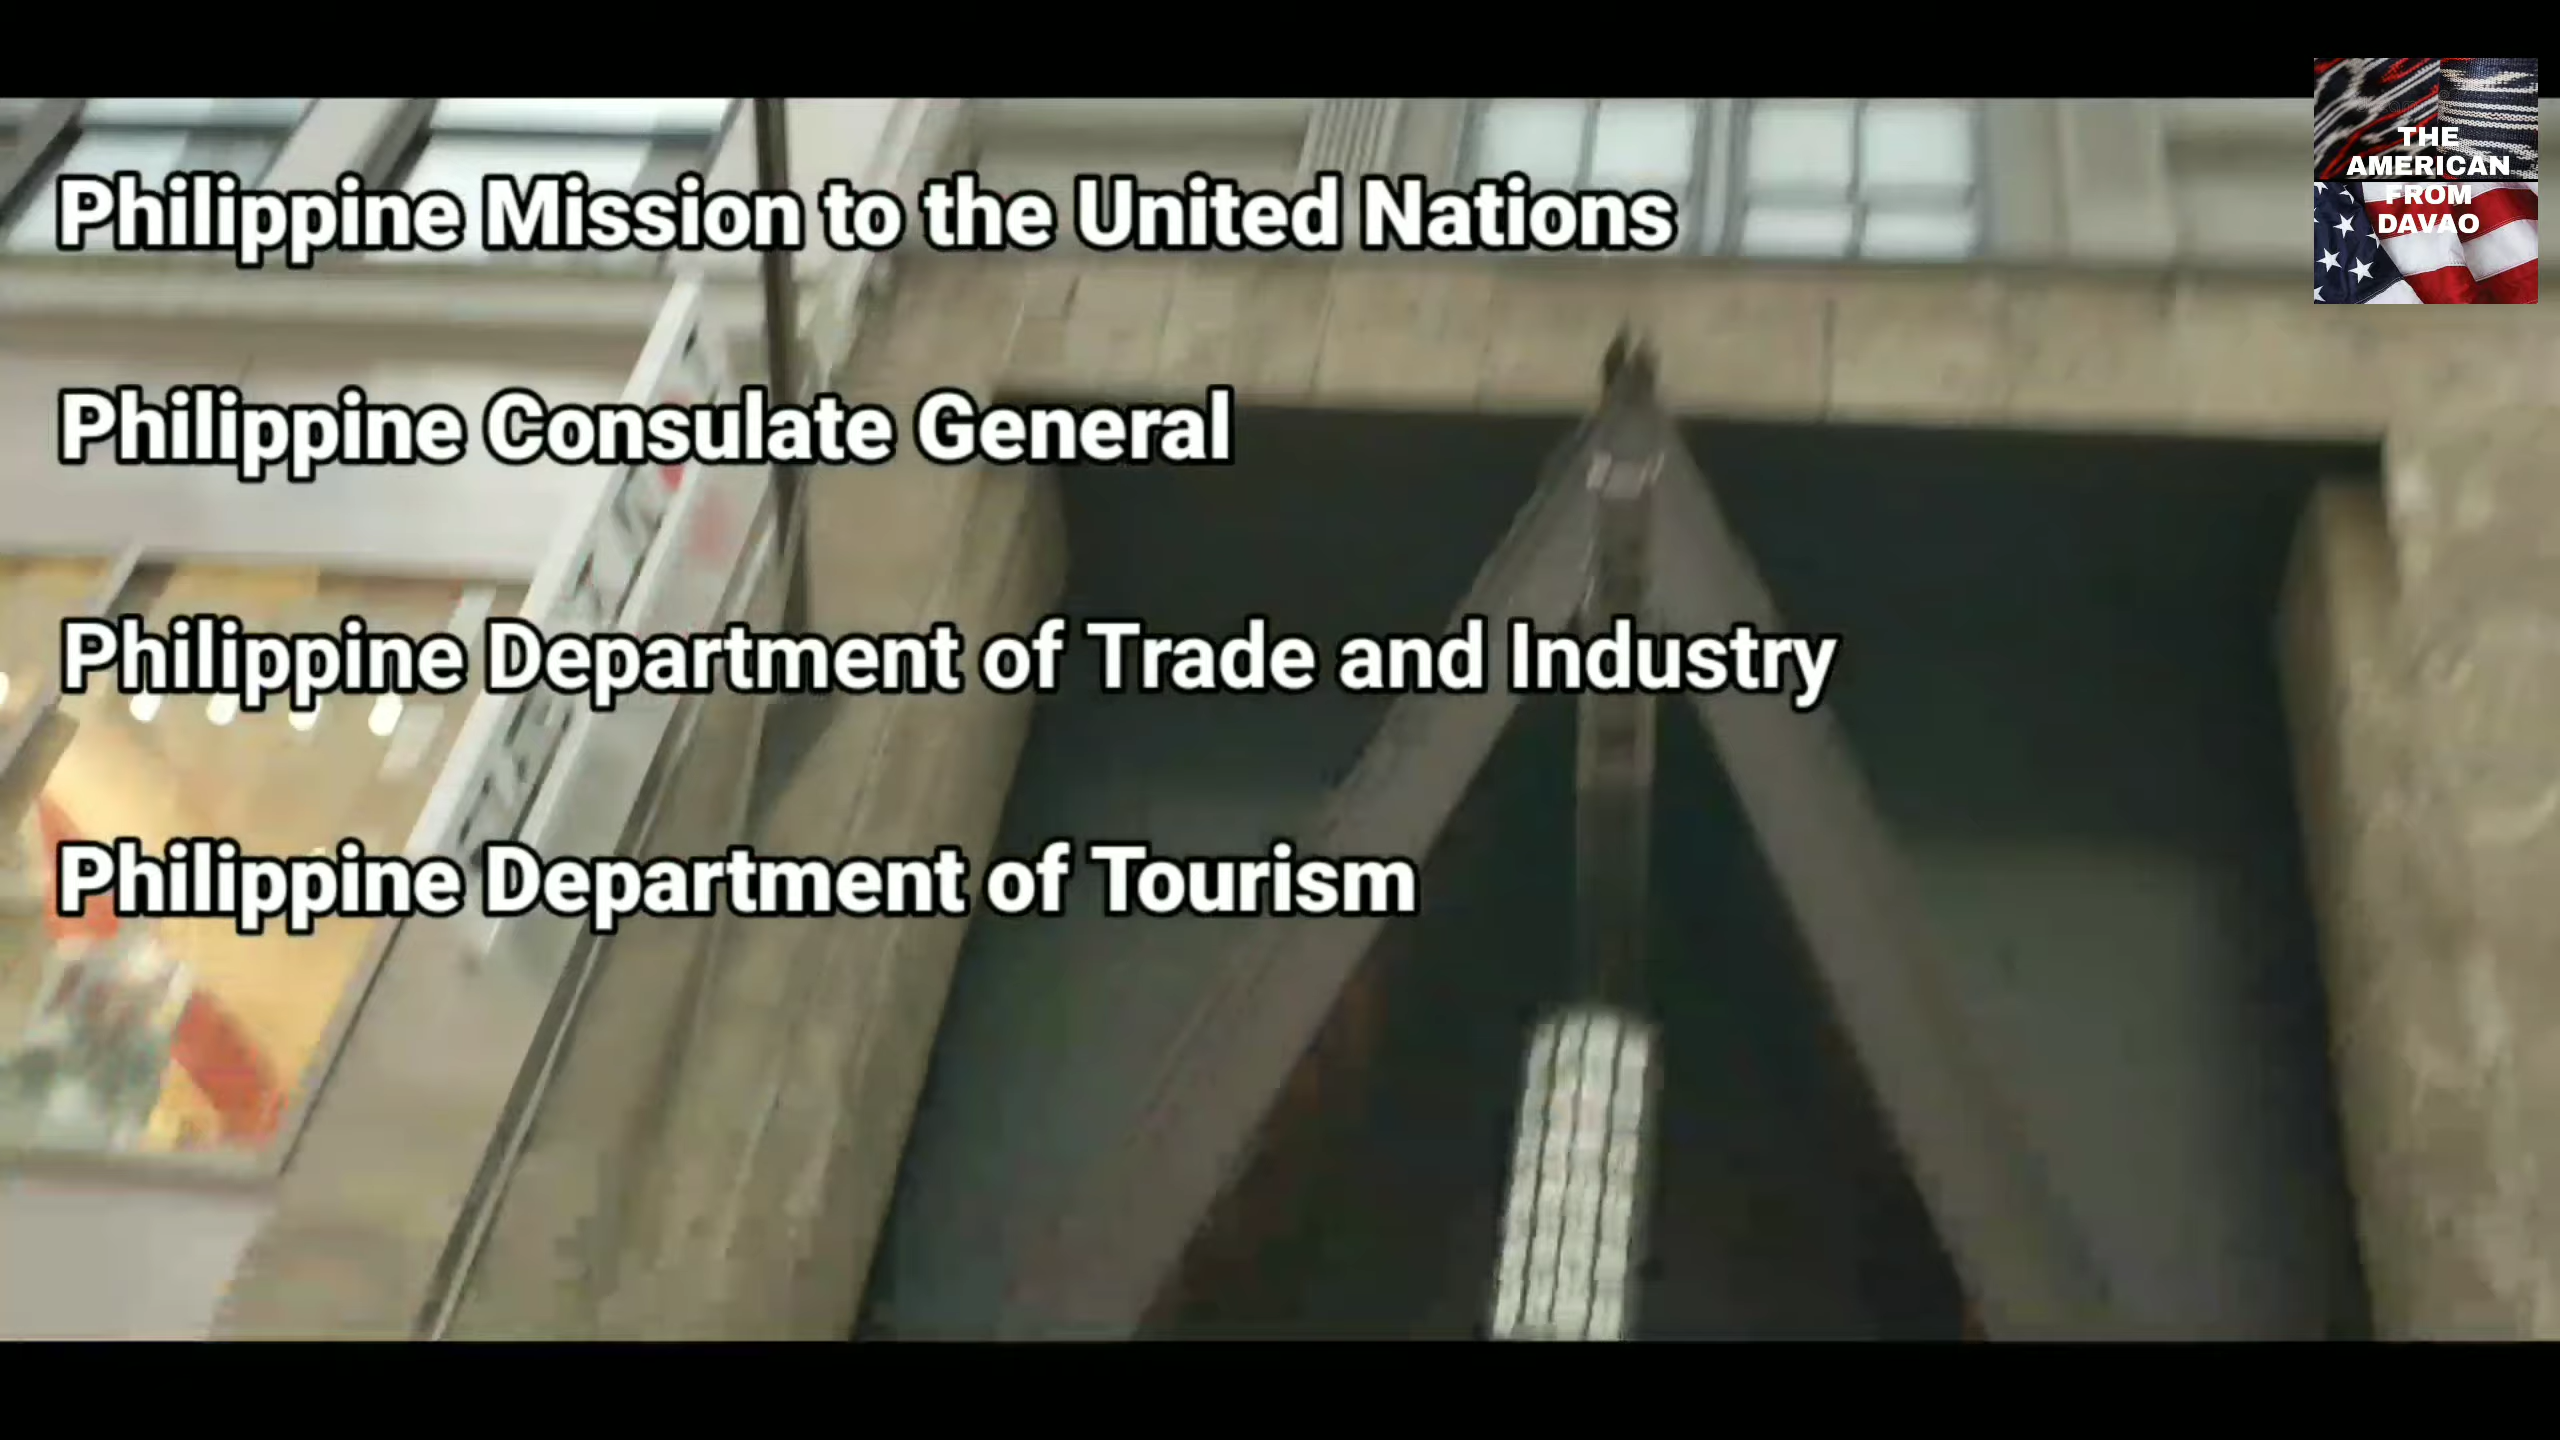 Philippine Mission to the United Nations
THE
AMERICAN
FROM
DAVAO
Philippine Consulate General
Philippine Department of Trade and Industry
Philippine Department of Tourism